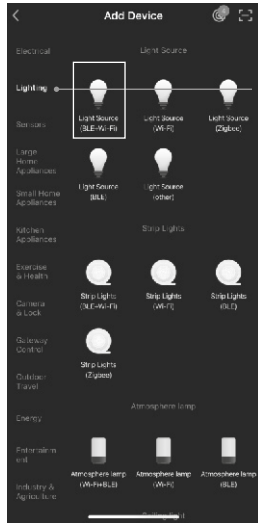 Add Device
4
Electrical
Lighting
Sensors
Large
Home
Appliances
Small Home
Appliances
Kitchen
Appliances
Exercise
& Health
Camera
& Lock
Gateway
Control
Outdoor
Travel
Energy
Entertainm
ent
Industry &
Agriculture
Light Source
Light Source
(BLE+Wi-Fi)
Light Source
(Wi-Fi)
Light Source
(Zigbee)
Light Source
(BLE)
Light Source
(other)
Strip Lights
Strip Lights
(BLE+Wi-Fi)
Strip Lights
(Wi-Fi)
Strip Lights
(BLE)
Strip Lights
(Zigbee)
Atmosphere lamp
Atmosphere lamp
(Wi-Fi+BLE)
Atmosphere lamp
(Wi-Fi)
Atmosphere lamp
(BLE)
Ceiling light